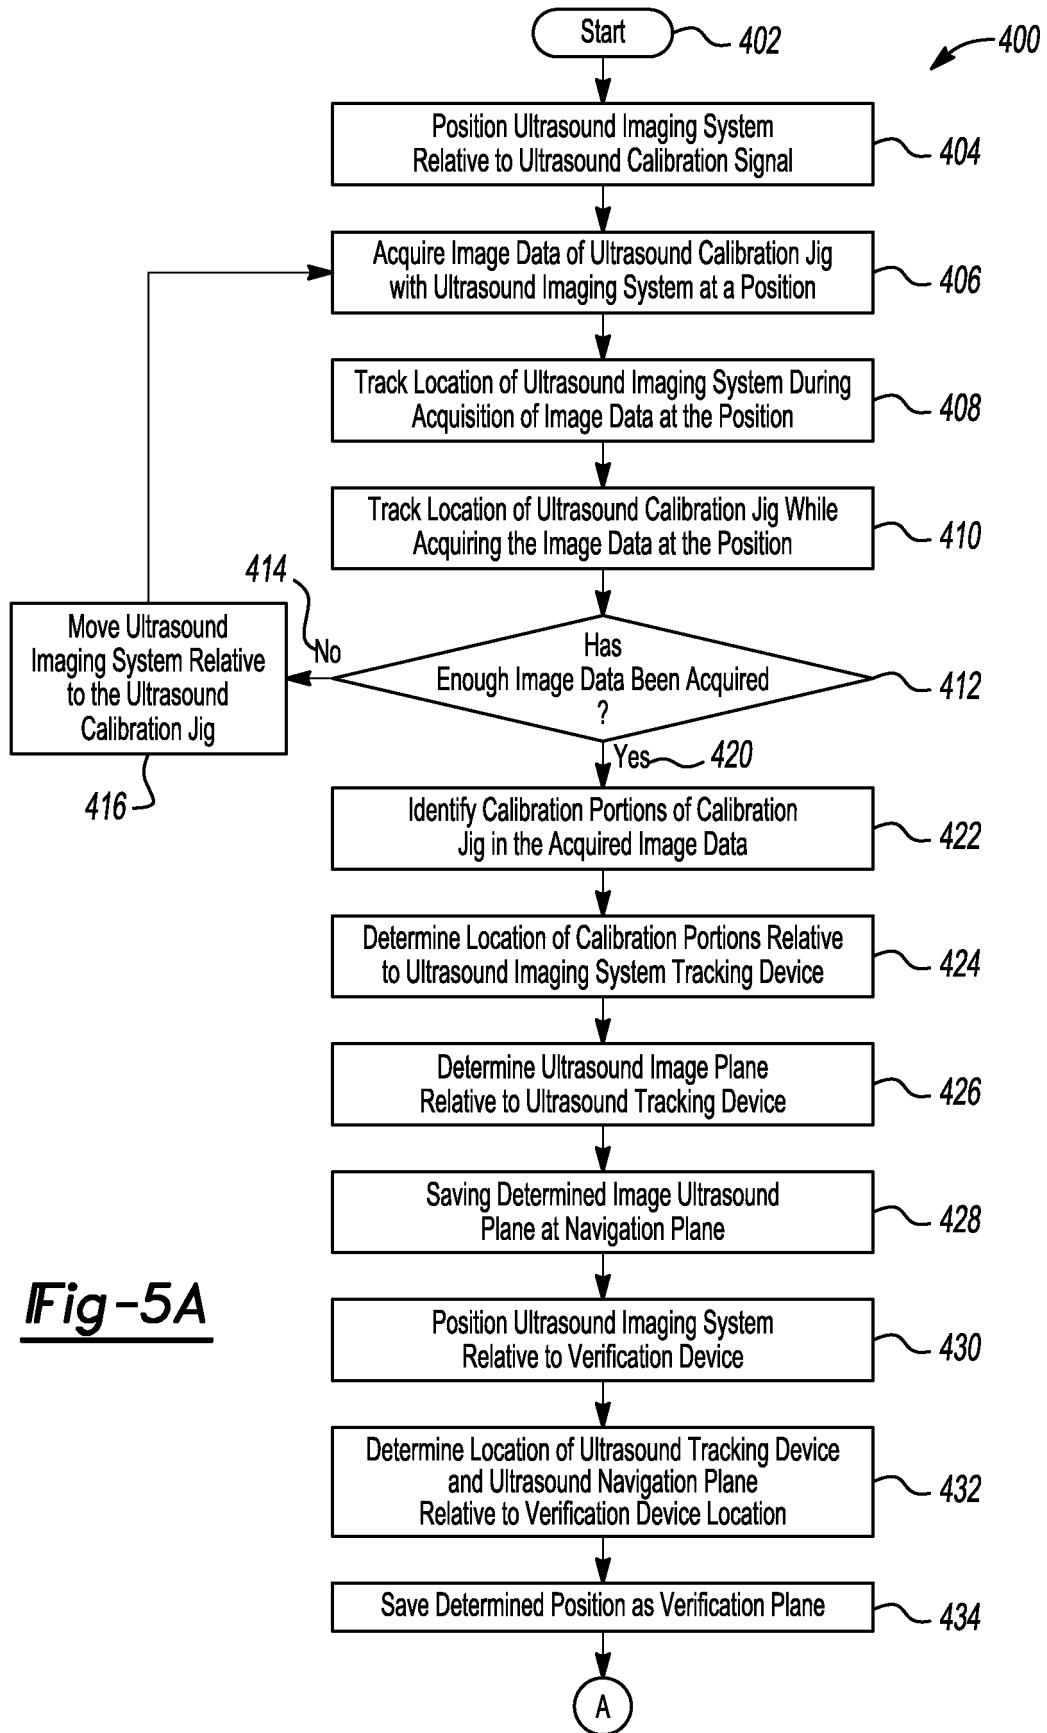 Start
402
400
Position Ultrasound Imaging System
Relative to Ultrasound Calibration Signal
404
Acquire Image Data of Ultrasound Calibration Jig
with Ultrasound Imaging System at a Position
406
Track Location of Ultrasound Imaging System During
Acquisition of Image Data at the Position
408
Track Location of Ultrasound Calibration Jig While
Acquiring the Image Data at the Position
410
414
No
Move Ultrasound
Imaging System Relative
to the Ultrasound
Calibration Jig
416
Has
Enough Image Data Been Acquired
?
412
Yes
420
Identify Calibration Portions of Calibration
Jig in the Acquired Image Data
422
Determine Location of Calibration Portions Relative
to Ultrasound Imaging System Tracking Device
424
Determine Ultrasound Image Plane
Relative to Ultrasound Tracking Device
426
Saving Determined Image Ultrasound
Plane at Navigation Plane
428
Fig-5A
Position Ultrasound Imaging System
Relative to Verification Device
430
Determine Location of Ultrasound Tracking Device
and Ultrasound Navigation Plane
Relative to Verification Device Location
432
Save Determined Position as Verification Plane
434
A